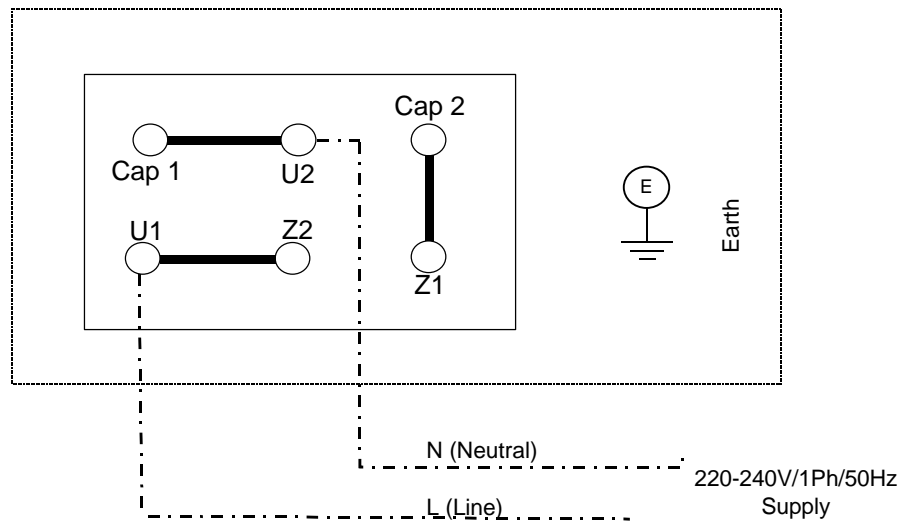 Cap 2
Cap 1
U2
E
Earth
U1
Z2
Z1
N (Neutral)
220-240V/1Ph/50Hz
Supply
L (Line)